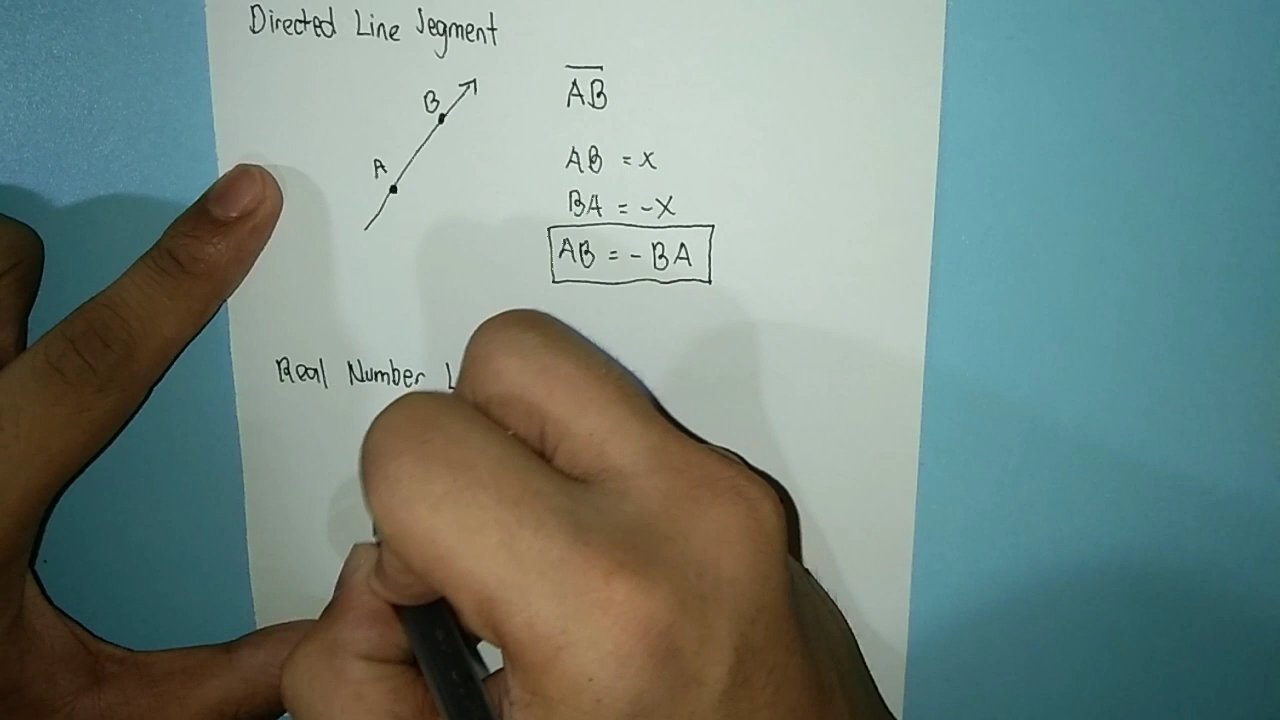 Directed Line Segment
B
A
AB
AB = x
BA = -x
AB = - BA
Real Number